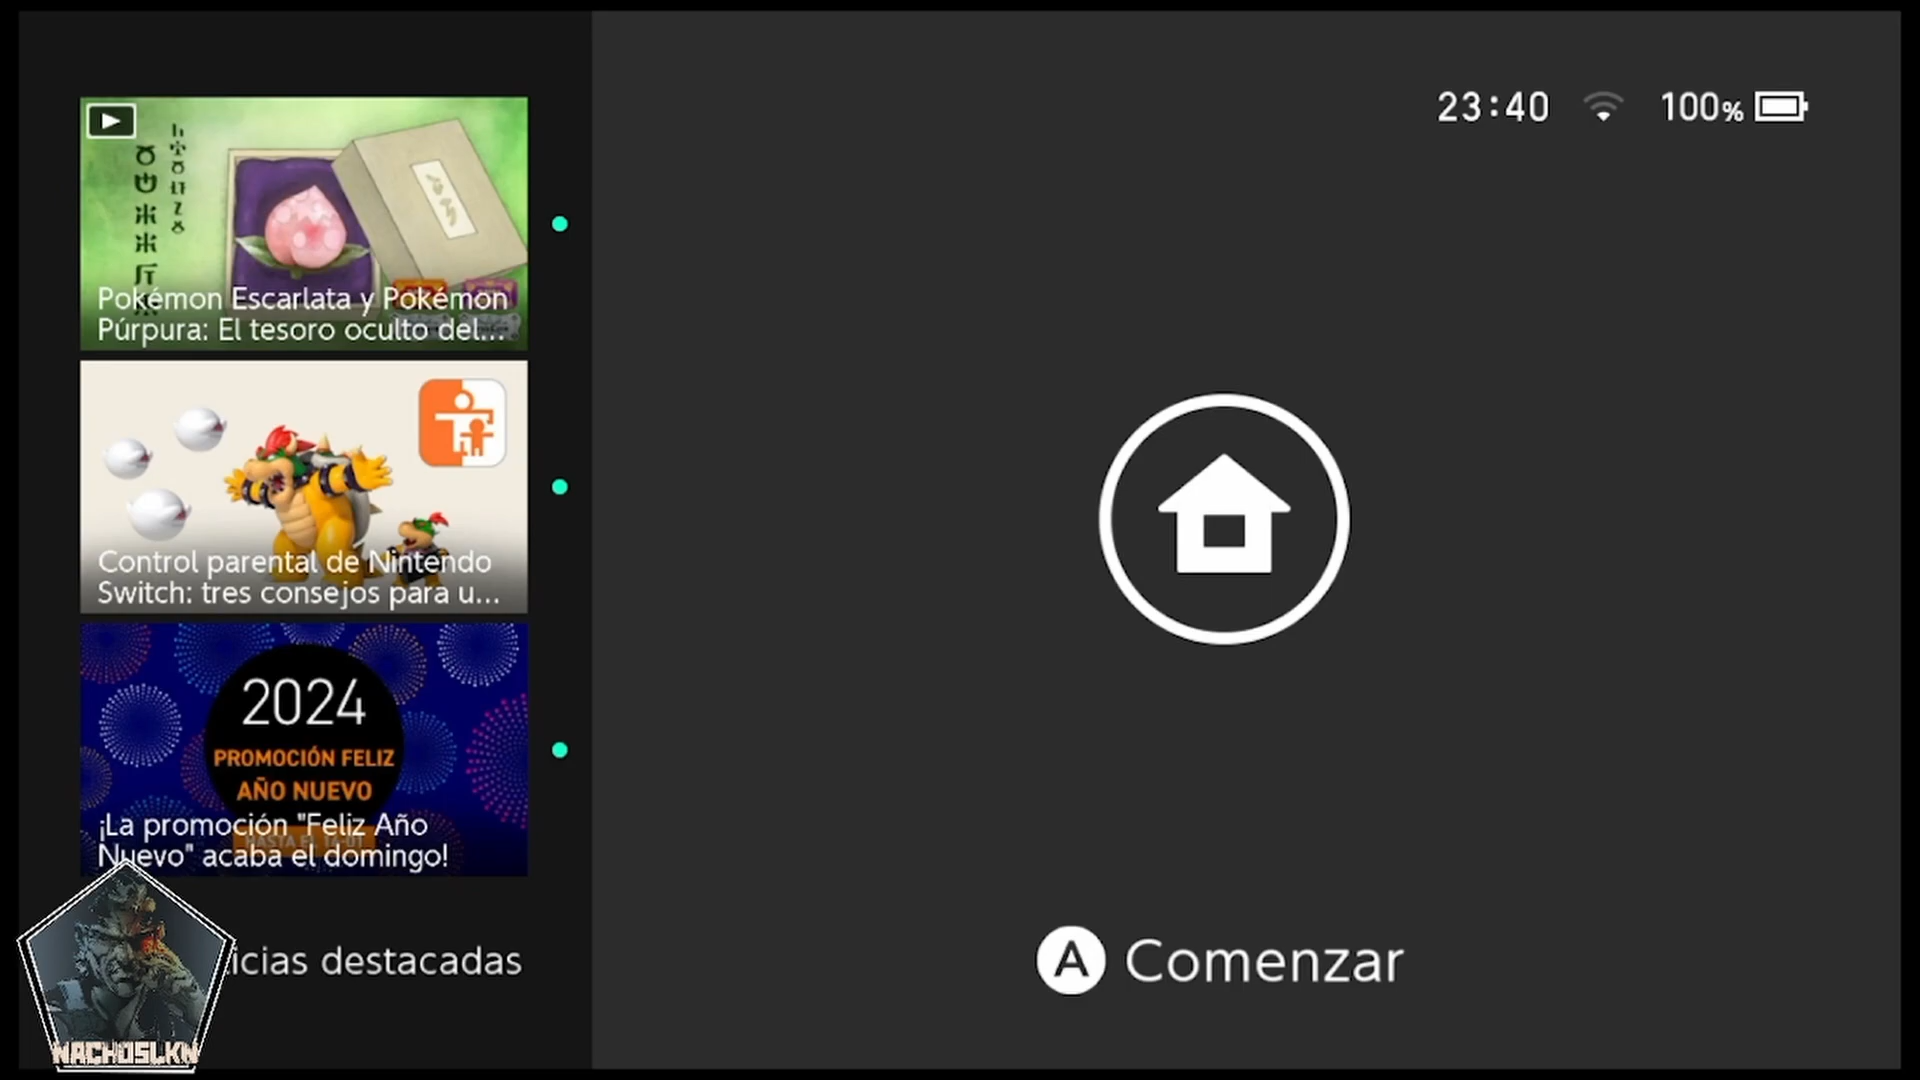 23:40
100%
Pokémon Escarlata y Pokémon
Púrpura: El tesoro oculto del...
Control parental de Nintendo
Switch: tres consejos para u...
2024
PROMOCIÓN FELIZ
AÑO NUEVO
¡La promoción "Feliz Año
Nuevo" acaba el domingo!
icias destacadas
A Comenzar
NACHOSLKN